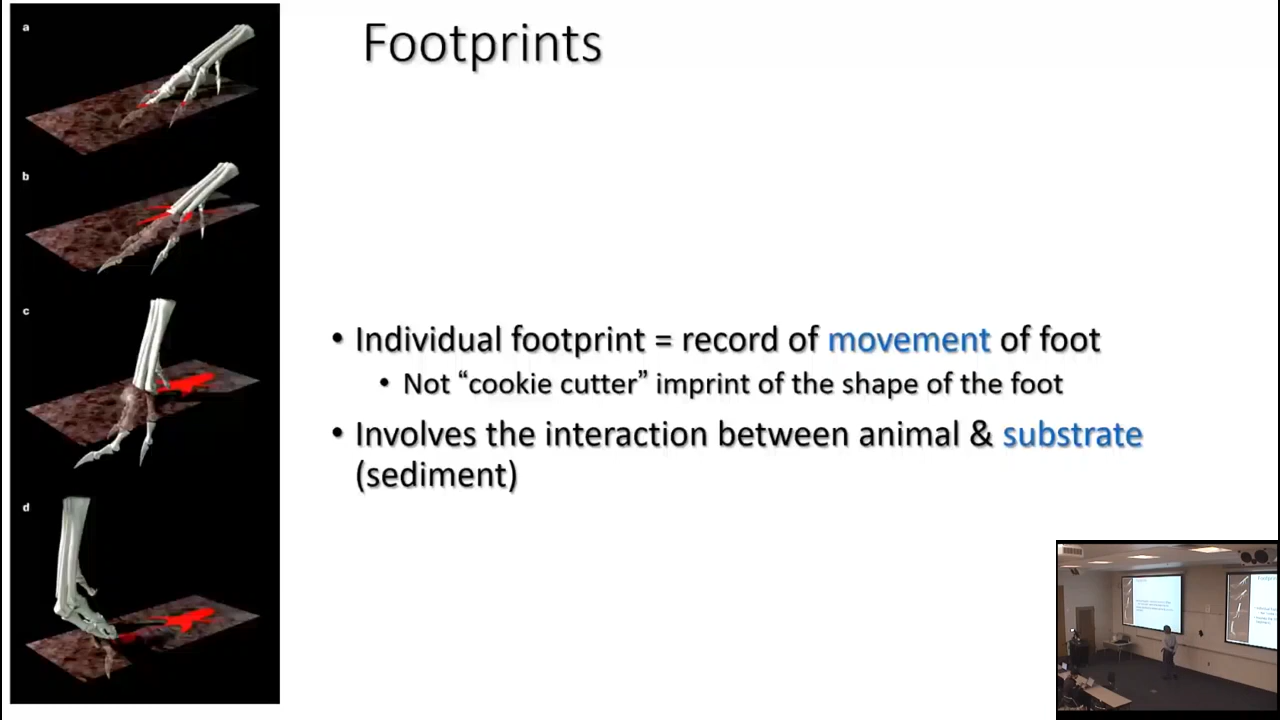 Footprints
a
b
c
d
• Individual footprint = record of movement of foot
• Not “cookie cutter” imprint of the shape of the foot
• Involves the interaction between animal & substrate
(sediment)